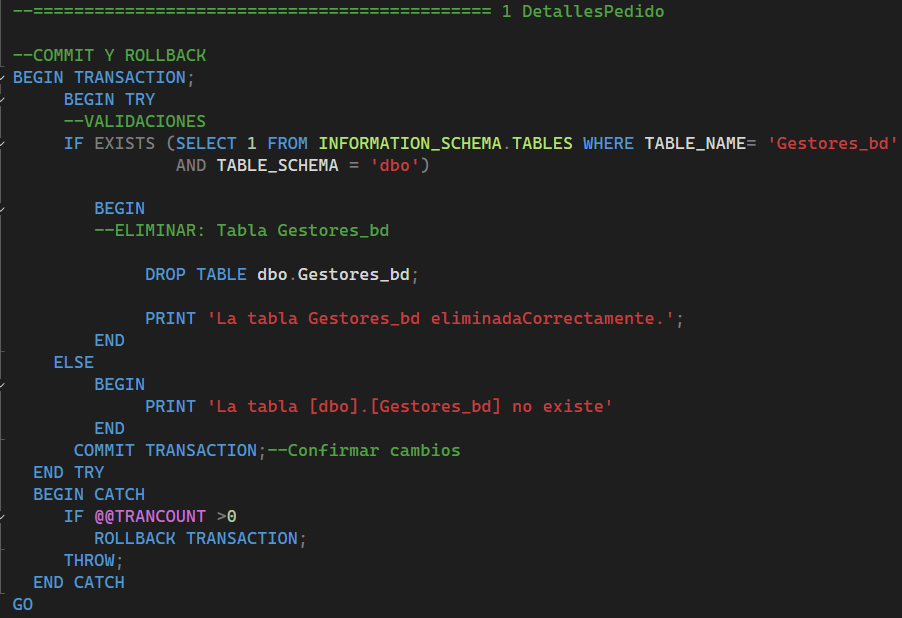 --============================================= 1 DetallesPedido
--COMMIT Y ROLLBACK
BEGIN TRANSACTION;
BEGIN TRY
--VALIDACIONES
IF EXISTS (SELECT 1 FROM INFORMATION_SCHEMA.TABLES WHERE TABLE_NAME= 'Gestores_bd'
AND TABLE_SCHEMA = 'dbo')
BEGIN
--ELIMINAR: Tabla Gestores_bd
DROP TABLE dbo.Gestores_bd;
PRINT 'La tabla Gestores_bd eliminadaCorrectamente.';
END
ELSE
BEGIN
PRINT 'La tabla [dbo].[Gestores_bd] no existe'
END
COMMIT TRANSACTION;--Confirmar cambios
END TRY
BEGIN CATCH
IF @@TRANCOUNT >0
ROLLBACK TRANSACTION;
THROW;
END CATCH
GO